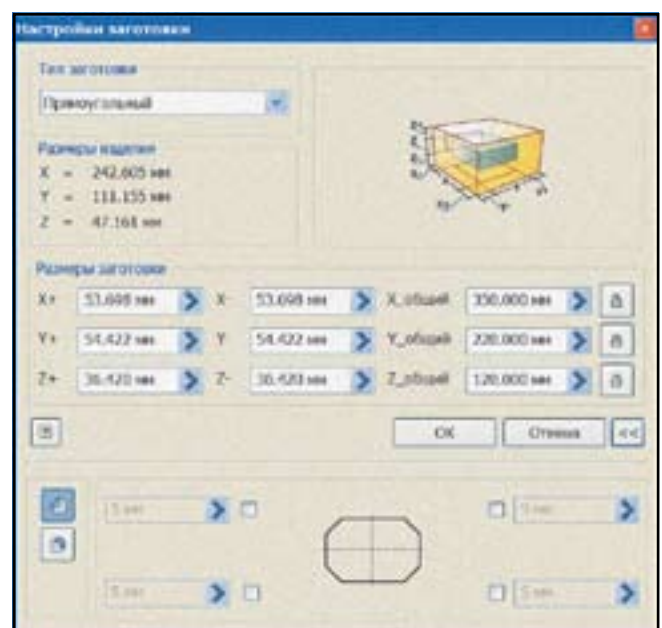 Настройки заготовки
Тип заготовки
Прямоугольный
Размеры изделия
X = 242.605 мм
Y = 111.155 мм
Z = 47.161 мм
Размеры заготовки
X+ 53.698 мм X- 53.698 мм X_общий 350.000 мм
Y+ 54.422 мм Y- 54.422 мм Y_общий 220.000 мм
Z+ 36.420 мм Z- 36.420 мм Z_общий 120.000 мм
OK Отмена <<
5 мм 5 мм
5 мм 5 мм